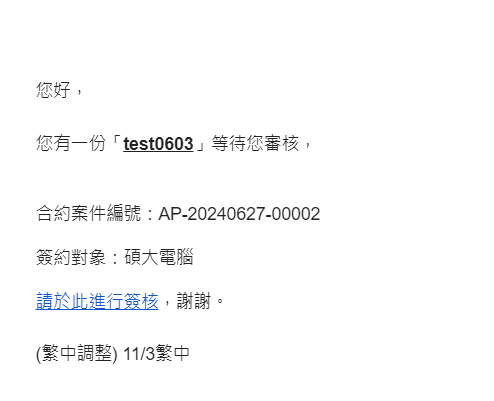 您好，
您有一份「test0603」等待您審核，
合約案件編號：AP-20240627-00002
簽約對象：碩大電腦
請於此進行簽核，謝謝。
(繁中調整) 11/3繁中